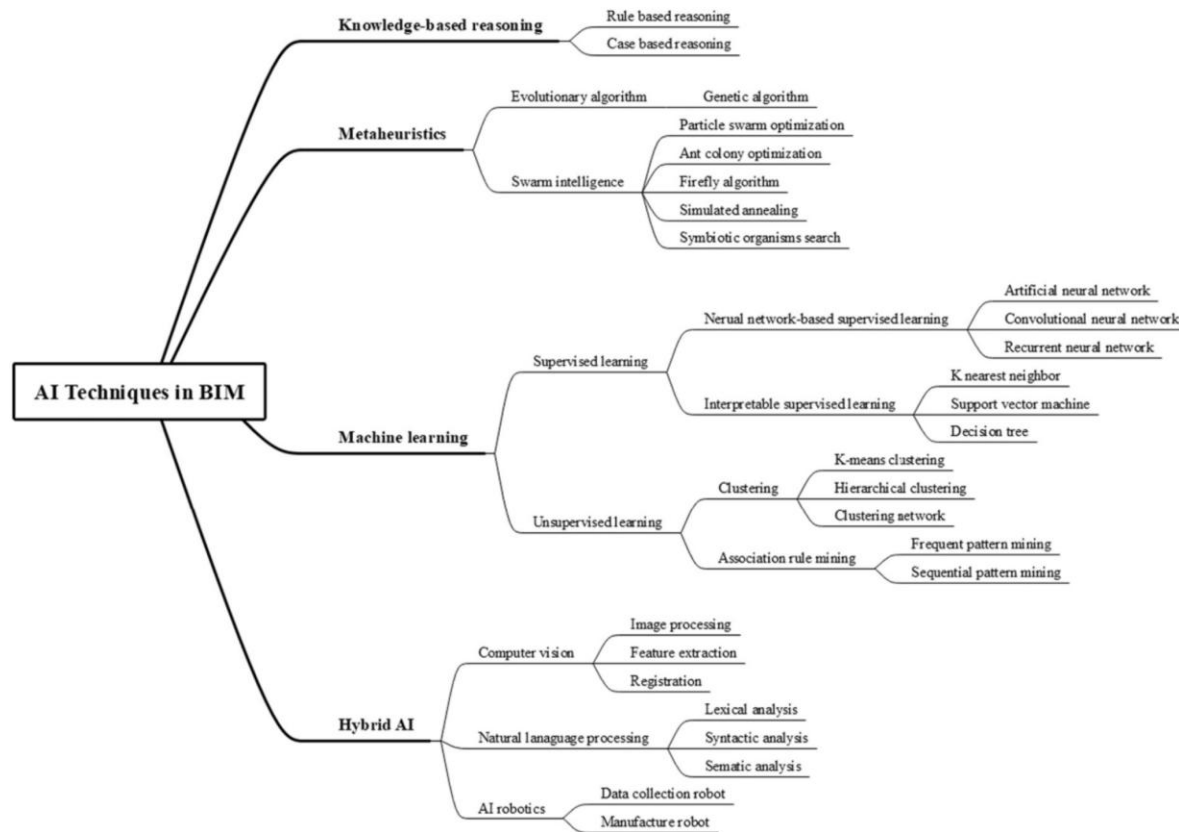 AI Techniques in BIM
Knowledge-based reasoning
Rule based reasoning
Case based reasoning
Metaheuristics
Evolutionary algorithm
Genetic algorithm
Swarm intelligence
Particle swarm optimization
Ant colony optimization
Firefly algorithm
Simulated annealing
Symbiotic organisms search
Machine learning
Supervised learning
Nerual network-based supervised learning
Artificial neural network
Convolutional neural network
Recurrent neural network
Interpretable supervised learning
K nearest neighbor
Support vector machine
Decision tree
Unsupervised learning
Clustering
K-means clustering
Hierarchical clustering
Clustering network
Association rule mining
Frequent pattern mining
Sequential pattern mining
Hybrid AI
Computer vision
Image processing
Feature extraction
Registration
Natural lanaguage processing
Lexical analysis
Syntactic analysis
Sematic analysis
AI robotics
Data collection robot
Manufacture robot